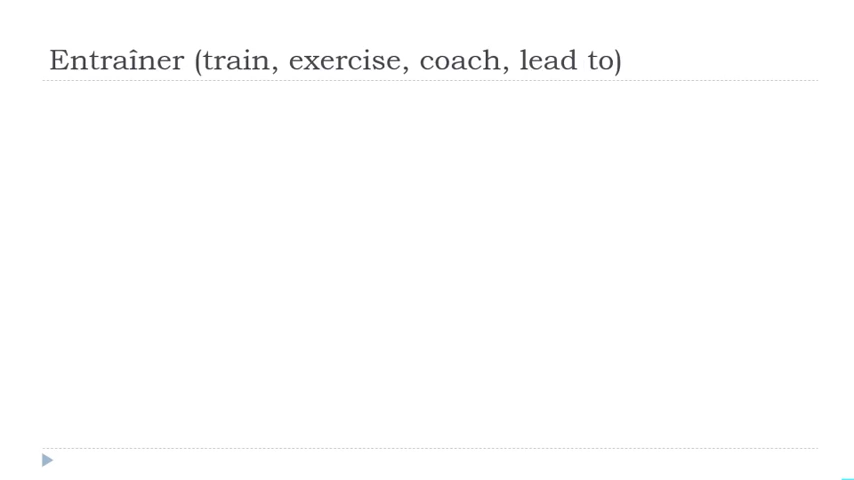 Entraîner (train, exercise, coach, lead to)